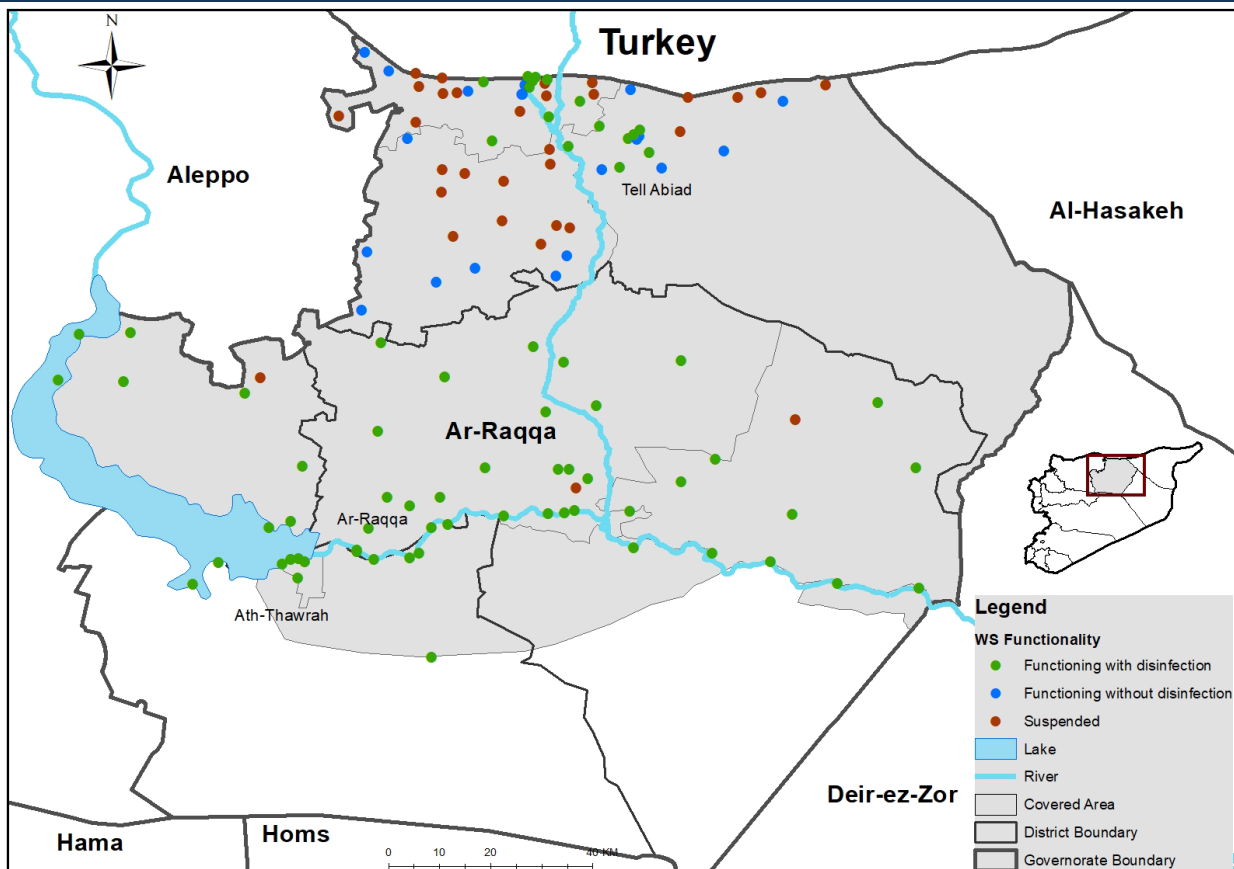 N
Turkey
Aleppo
Tell Abiad
Al-Hasakeh
Ar-Raqqa
Ar-Raqqa
Ath-Thawrah
Deir-ez-Zor
Hama
Homs
0 10 20 40 KM
Legend
WS Functionality
Functioning with disinfection
Functioning without disinfection
Suspended
Lake
River
Covered Area
District Boundary
Governorate Boundary